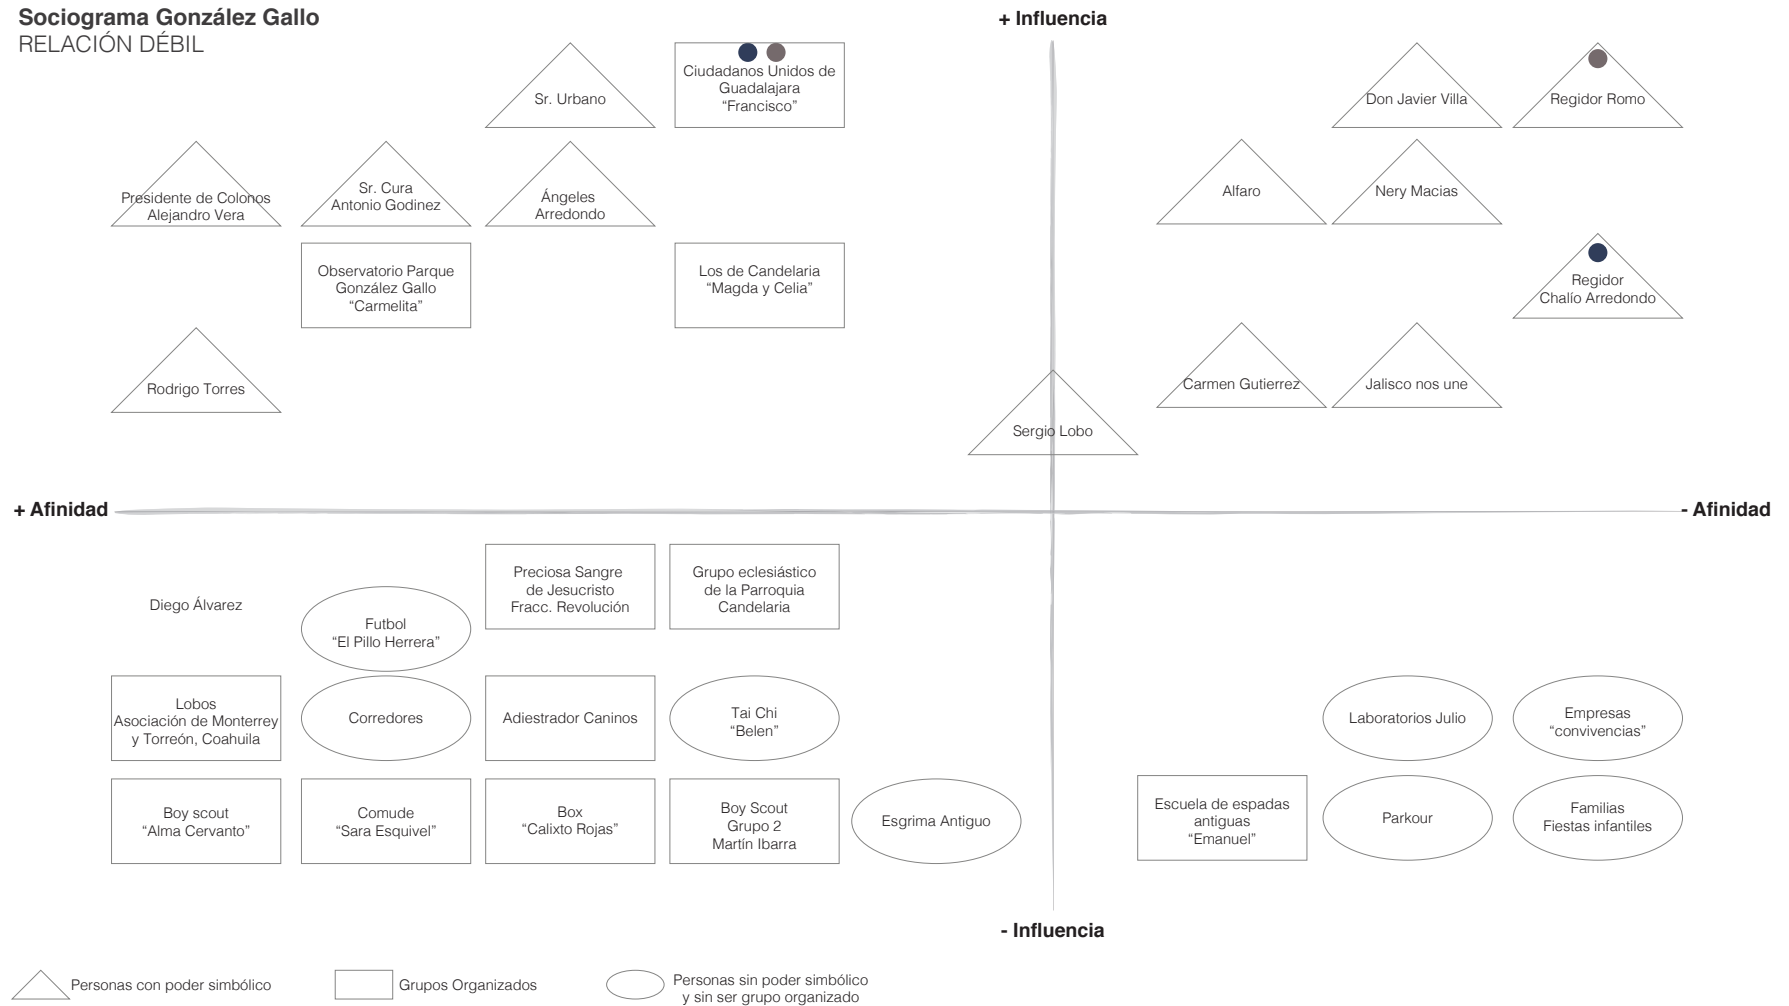 Sociograma González Gallo
RELACIÓN DÉBIL
+ Influencia
Sr. Urbano
Ciudadanos Unidos de
Guadalajara
“Francisco”
Don Javier Villa
Regidor Romo
Presidente de Colonos
Alejandro Vera
Sr. Cura
Antonio Godinez
Ángeles
Arredondo
Alfaro
Nery Macias
Observatorio Parque
González Gallo
“Carmelita”
Los de Candelaria
“Magda y Celia”
Regidor
Chalío Arredondo
Rodrigo Torres
Sergio Lobo
Carmen Gutierrez
Jalisco nos une
+ Afinidad
- Afinidad
Diego Álvarez
Futbol
“El Pillo Herrera”
Preciosa Sangre
de Jesucristo
Fracc. Revolución
Grupo eclesiástico
de la Parroquia
Candelaria
Lobos
Asociación de Monterrey
y Torreón, Coahuila
Corredores
Adiestrador Caninos
Tai Chi
“Belen”
Laboratorios Julio
Empresas
“convivencias”
Boy scout
“Alma Cervanto”
Comude
“Sara Esquivel”
Box
“Calixto Rojas”
Boy Scout
Grupo 2
Martín Ibarra
Esgrima Antiguo
Escuela de espadas
antiguas
“Emanuel”
Parkour
Familias
Fiestas infantiles
- Influencia
Personas con poder simbólico
Grupos Organizados
Personas sin poder simbólico
y sin ser grupo organizado